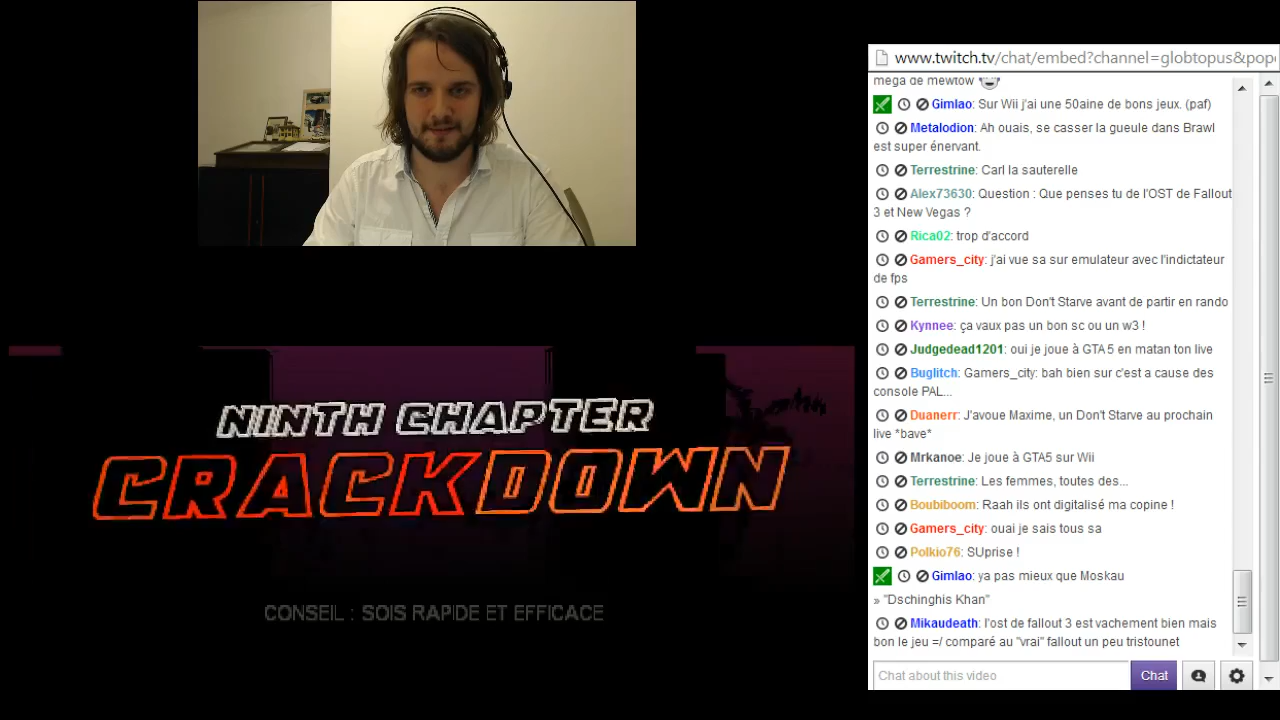 www.twitch.tv/chat/embed?channel=globtopus&pop
mega de mewtow
Gimlao: Sur Wii j'ai une 50aine de bons jeux. (paf)
Metalodion: Ah ouais, se casser la gueule dans Brawl
est super énervant.
Terrestrine: Carl la sauterelle
Alex73630: Question : Que penses tu de l'OST de Fallout
3 et New Vegas ?
Rica02: trop d'accord
Gamers_city: j'ai vue sa sur emulateur avec l'indictateur
de fps
Terrestrine: Un bon Don't Starve avant de partir en rando
Kynnee: ça vaux pas un bon sc ou un w3 !
Judgedead1201: oui je joue à GTA 5 en matan ton live
Buglitch: Gamers_city: bah bien sur c'est a cause des
console PAL...
Duanerr: J'avoue Maxime, un Don't Starve au prochain
live *bave*
Mrkanoe: Je joue à GTA5 sur Wii
Terrestrine: Les femmes, toutes des...
Boubiboom: Raah ils ont digitalisé ma copine !
Gamers_city: ouai je sais tous sa
Polkio76: SUprise !
Gimlao: ya pas mieux que Moskau
» "Dschinghis Khan"
Mikaudeath: l'ost de fallout 3 est vachement bien mais
bon le jeu =/ comparé au "vrai" fallout un peu tristounet
Chat about this video
Chat
NINTH CHAPTER
CRACKDOWN
CONSEIL : SOIS RAPIDE ET EFFICACE